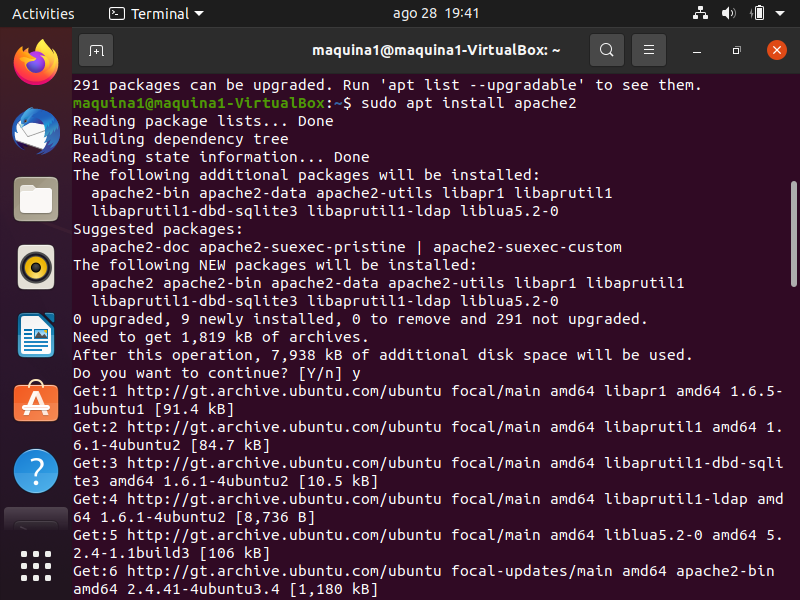 Activities
Terminal
ago 28 19:41
maquina1@maquina1-VirtualBox: ~
291 packages can be upgraded. Run 'apt list --upgradable' to see them.
maquina1@maquina1-VirtualBox:~$ sudo apt install apache2
Reading package lists... Done
Building dependency tree
Reading state information... Done
The following additional packages will be installed:
  apache2-bin apache2-data apache2-utils libapr1 libaprutil1
  libaprutil1-dbd-sqlite3 libaprutil1-ldap liblua5.2-0
Suggested packages:
  apache2-doc apache2-suexec-pristine | apache2-suexec-custom
The following NEW packages will be installed:
  apache2 apache2-bin apache2-data apache2-utils libapr1 libaprutil1
  libaprutil1-dbd-sqlite3 libaprutil1-ldap liblua5.2-0
0 upgraded, 9 newly installed, 0 to remove and 291 not upgraded.
Need to get 1,819 kB of archives.
After this operation, 7,938 kB of additional disk space will be used.
Do you want to continue? [Y/n] y
Get:1 http://gt.archive.ubuntu.com/ubuntu focal/main amd64 libapr1 amd64 1.6.5-
1ubuntu1 [91.4 kB]
Get:2 http://gt.archive.ubuntu.com/ubuntu focal/main amd64 libaprutil1 amd64 1.
6.1-4ubuntu2 [84.7 kB]
Get:3 http://gt.archive.ubuntu.com/ubuntu focal/main amd64 libaprutil1-dbd-sqli
te3 amd64 1.6.1-4ubuntu2 [10.5 kB]
Get:4 http://gt.archive.ubuntu.com/ubuntu focal/main amd64 libaprutil1-ldap amd
64 1.6.1-4ubuntu2 [8,736 B]
Get:5 http://gt.archive.ubuntu.com/ubuntu focal/main amd64 liblua5.2-0 amd64 5.
2.4-1.1build3 [106 kB]
Get:6 http://gt.archive.ubuntu.com/ubuntu focal-updates/main amd64 apache2-bin
amd64 2.4.41-4ubuntu3.4 [1,180 kB]